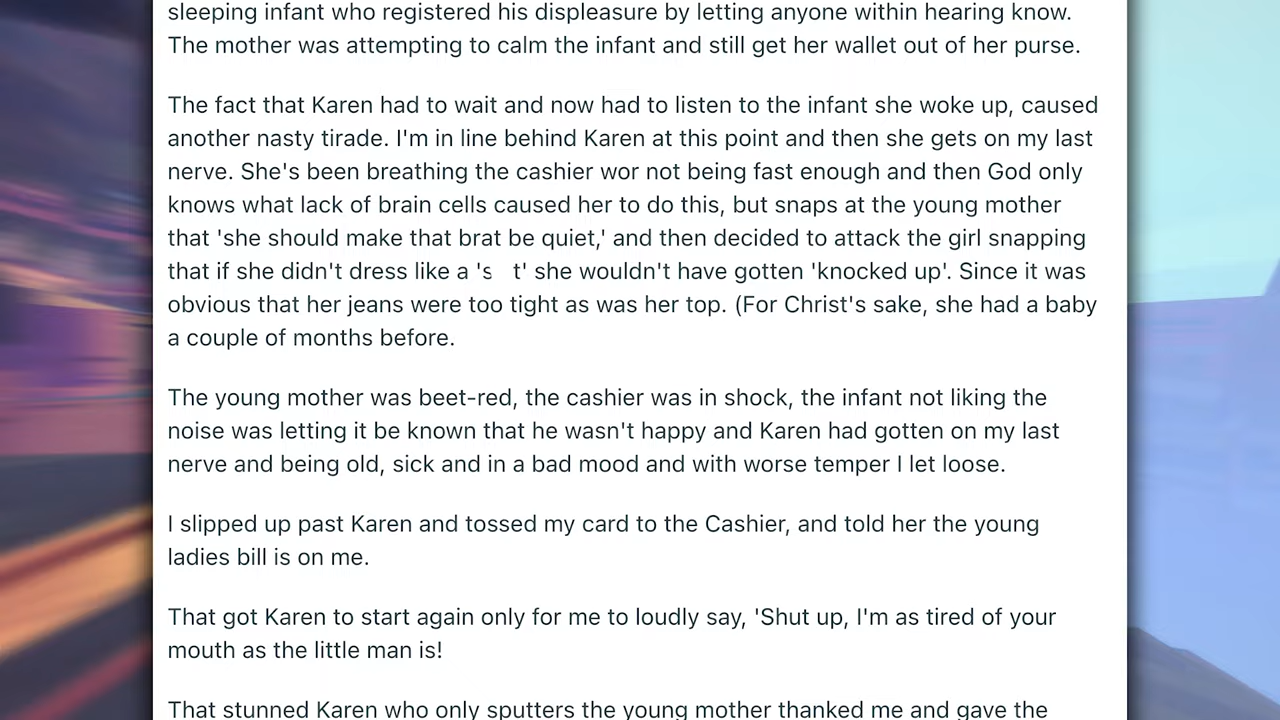 sleeping infant who registered his displeasure by letting anyone within hearing know.
The mother was attempting to calm the infant and still get her wallet out of her purse.
The fact that Karen had to wait and now had to listen to the infant she woke up, caused
another nasty tirade. I'm in line behind Karen at this point and then she gets on my last
nerve. She's been breathing the cashier wor not being fast enough and then God only
knows what lack of brain cells caused her to do this, but snaps at the young mother
that 'she should make that brat be quiet,' and then decided to attack the girl snapping
that if she didn't dress like a 's t' she wouldn't have gotten 'knocked up'. Since it was
obvious that her jeans were too tight as was her top. (For Christ's sake, she had a baby
a couple of months before.
The young mother was beet-red, the cashier was in shock, the infant not liking the
noise was letting it be known that he wasn't happy and Karen had gotten on my last
nerve and being old, sick and in a bad mood and with worse temper I let loose.
I slipped up past Karen and tossed my card to the Cashier, and told her the young
ladies bill is on me.
That got Karen to start again only for me to loudly say, 'Shut up, I'm as tired of your
mouth as the little man is!
That stunned Karen who only sputters the young mother thanked me and gave the